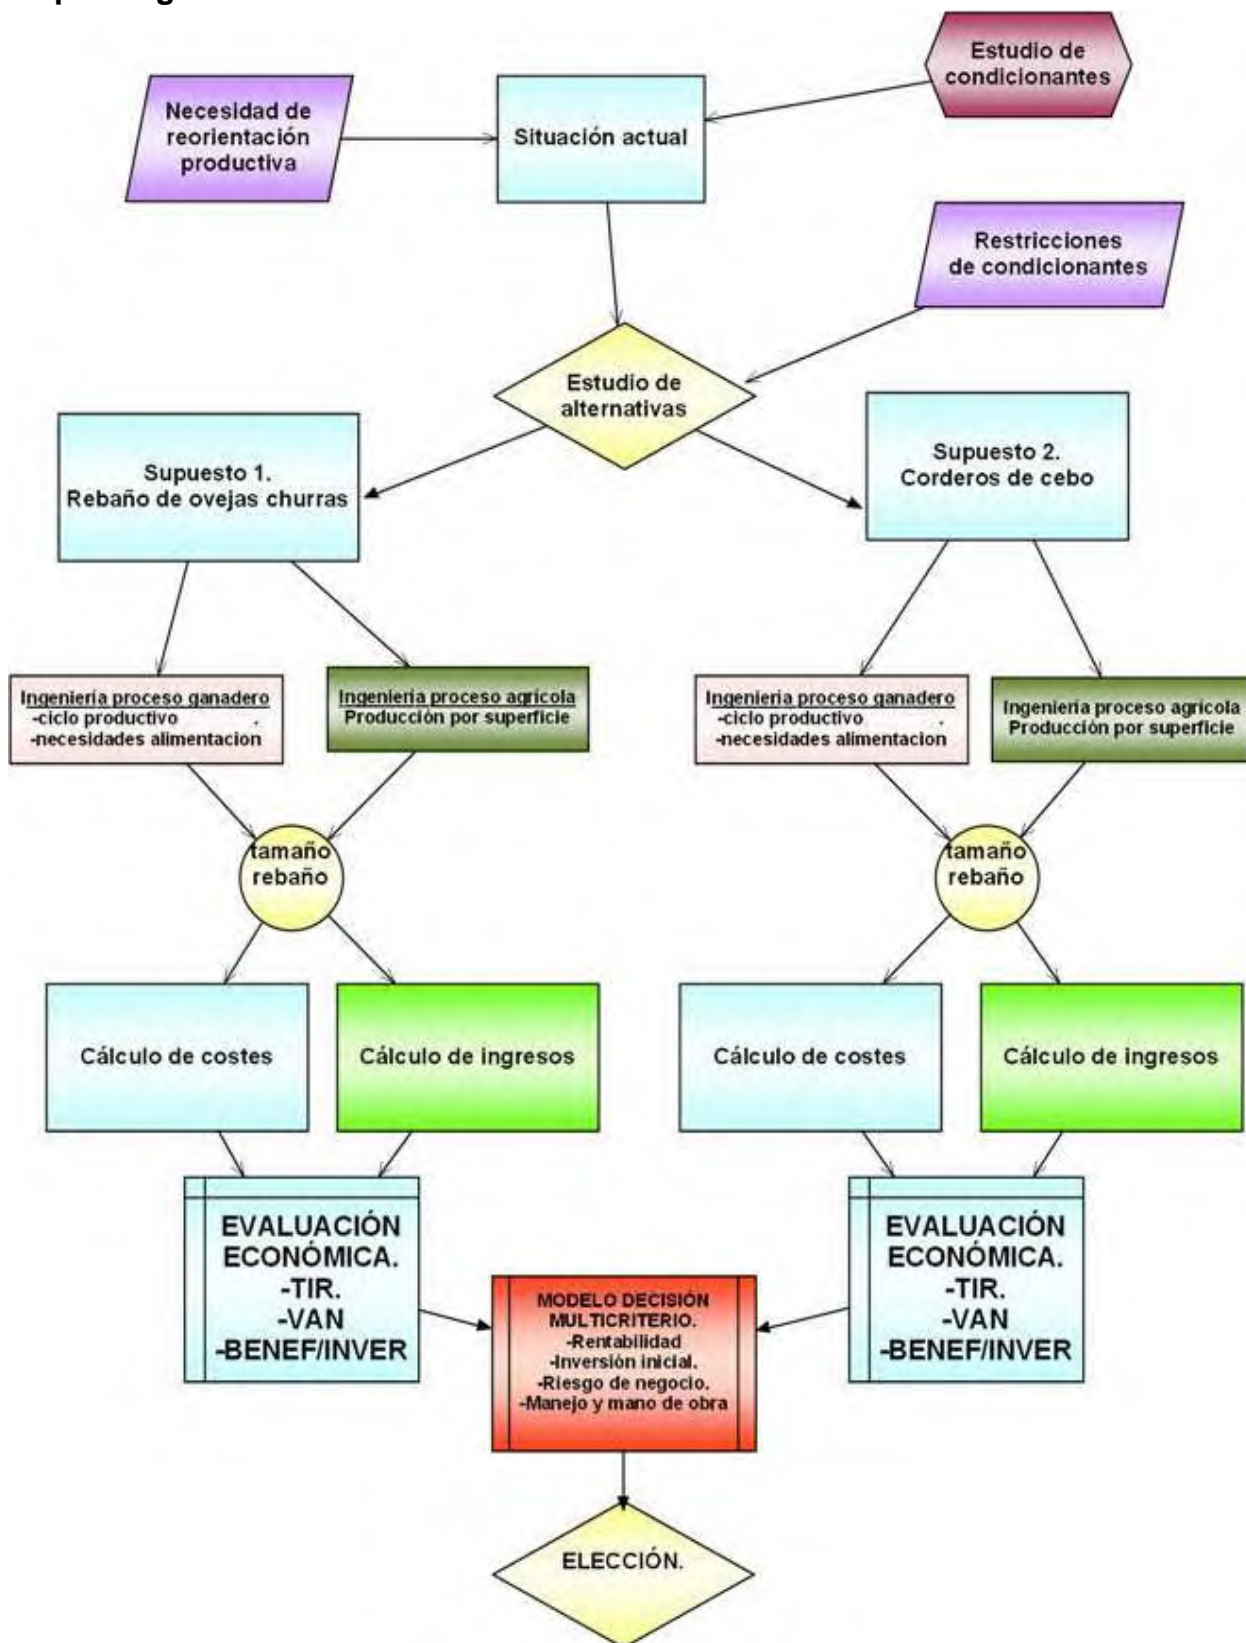 Estudio de
condicionantes
Necesidad de
reorientación
productiva
Situación actual
Restricciones
de condicionantes
Estudio de
alternativas
Supuesto 1.
Rebaño de ovejas churras
Supuesto 2.
Corderos de cebo
Ingeniería proceso ganadero
-ciclo productivo .
-necesidades alimentacion
Ingeniería proceso agrícola
Producción por superficie
Ingeniería proceso ganadero
-ciclo productivo .
-necesidades alimentacion
Ingeniería proceso agrícola
Producción por superficie
tamaño
rebaño
tamaño
rebaño
Cálculo de costes
Cálculo de ingresos
Cálculo de costes
Cálculo de ingresos
EVALUACIÓN
ECONÓMICA.
-TIR.
-VAN
-BENEF/INVER
EVALUACIÓN
ECONÓMICA.
-TIR.
-VAN
-BENEF/INVER
MODELO DECISIÓN
MULTICRITERIO.
-Rentabilidad
-Inversión inicial.
-Riesgo de negocio.
-Manejo y mano de obra
ELECCIÓN.